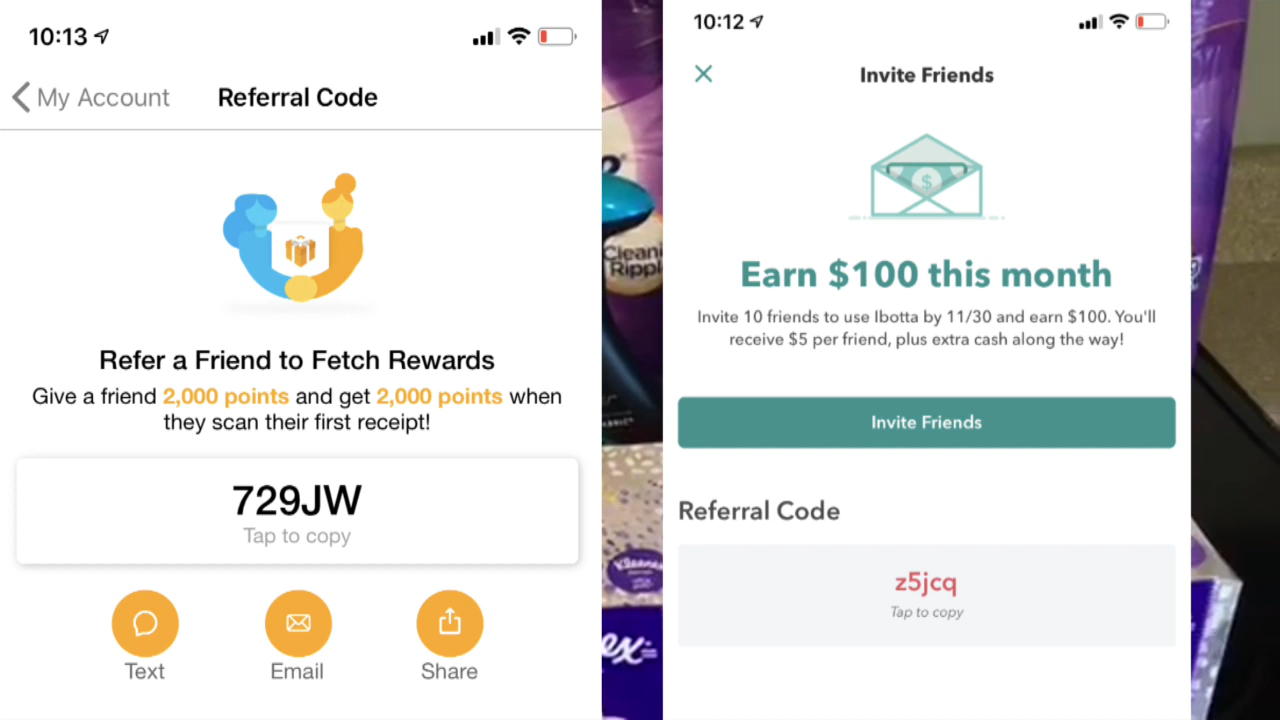 10:13
My Account
Referral Code
Refer a Friend to Fetch Rewards
Give a friend 2,000 points and get 2,000 points when
they scan their first receipt!
729JW
Tap to copy
Text
Email
Share
Kleenex
ex
10:12
Invite Friends
$
Earn $100 this month
Invite 10 friends to use Ibotta by 11/30 and earn $100. You'll
receive $5 per friend, plus extra cash along the way!
Invite Friends
Referral Code
z5jcq
Tap to copy